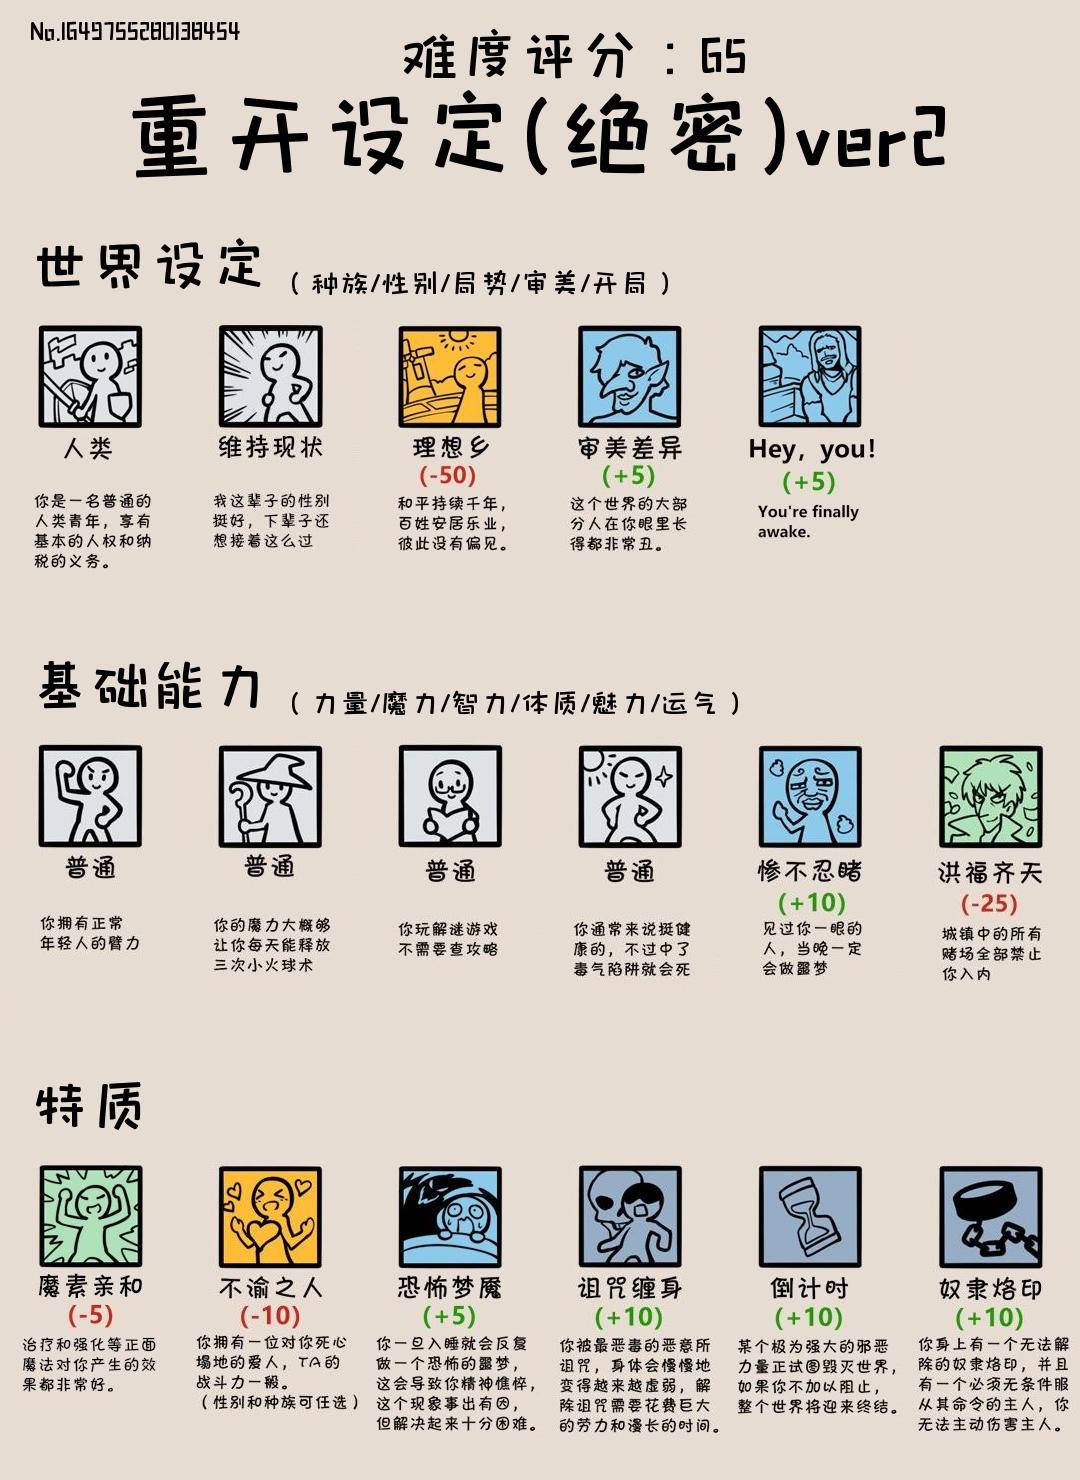 No.1649755280138454
难度评分：65
重开设定(绝密)ver2
世界设定（种族/性别/局势/审美/开局）
人类
维持现状
理想乡
审美差异
Hey, you!
(-50)
(+5)
(+5)
你是一名普通的
人类青年，享有
基本的人权和纳
税的义务。
我这辈子的性别
挺好，下辈子还
想接着这么过
和平持续千年，
百姓安居乐业，
彼此没有偏见。
这个世界的大部
分人在你眼里长
得都非常丑。
You're finally
awake.
基础能力（力量/魔力/智力/体质/魅力/运气）
普通
普通
普通
普通
惨不忍睹
洪福齐天
(+10)
(-25)
你拥有正常
年轻人的臂力
你的魔力大概够
让你每天能释放
三次小火球术
你玩解谜游戏
不需要查攻略
你通常来说挺健
康的，不过中了
毒气陷阱就会死
见过你一眼的
人，当晚一定
会做噩梦
城镇中的所有
赌场全部禁止
你入内
特质
魔素亲和
不渝之人
恐怖梦魇
诅咒缠身
倒计时
奴隶烙印
(-5)
(-10)
(+5)
(+10)
(+10)
(+10)
治疗和强化等正面
魔法对你产生的效
果都非常好。
你拥有一位对你死心
塌地的爱人，TA的
战斗力一般。
（性别和种族可任选）
你一旦入睡就会反复
做一个恐怖的噩梦，
这会导致你精神憔悴，
这个现象事出有因，
但解决起来十分困难。
你被最恶毒的恶意所
诅咒，身体会慢慢地
变得越来越虚弱，解
除诅咒需要花费巨大
的劳力和漫长的时间。
某个极为强大的邪恶
力量正试图毁灭世界，
如果你不加以阻止，
整个世界将迎来终结。
你身上有一个无法解
除的奴隶烙印，并且
有一个必须无条件服
从其命令的主人，你
无法主动伤害主人。